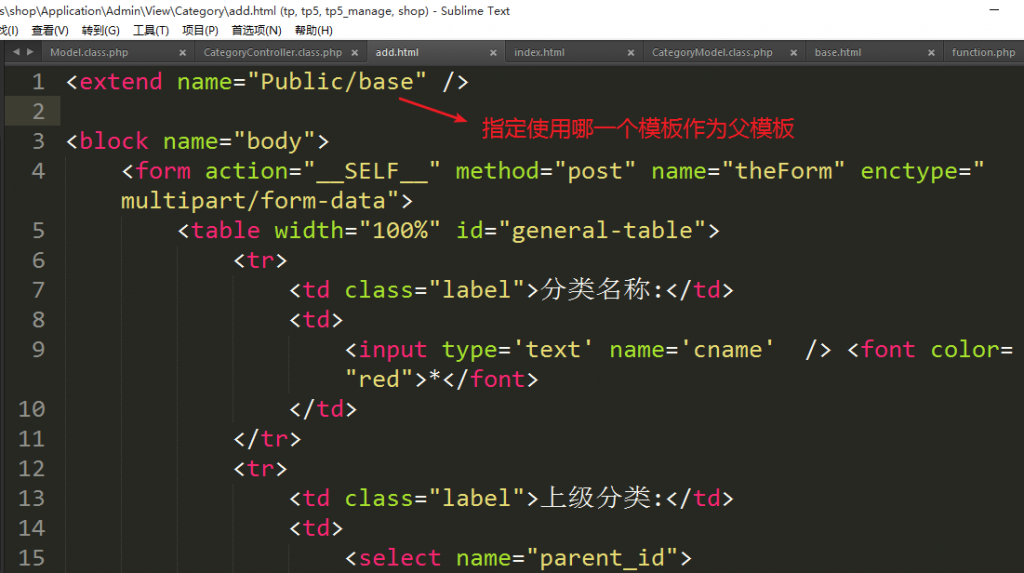 s\shop\Application\Admin\View\Category\add.html (tp, tp5, tp5_manage, shop) - Sublime Text
找(I) 查看(V) 转到(G) 工具(T) 项目(P) 首选项(N) 帮助(H)
Model.class.php × CategoryController.class.php × add.html × index.html × CategoryModel.class.php × base.html × function.php
1 <extend name="Public/base" />
2
指定使用哪一个模板作为父模板
3 <block name="body">
4 <form action="__SELF__" method="post" name="theForm" enctype="
multipart/form-data">
5 <table width="100%" id="general-table">
6 <tr>
7 <td class="label">分类名称:</td>
8 <td>
9 <input type='text' name='cname' /> <font color=
"red">*</font>
10 </td>
11 </tr>
12 <tr>
13 <td class="label">上级分类:</td>
14 <td>
15 <select name="parent_id">